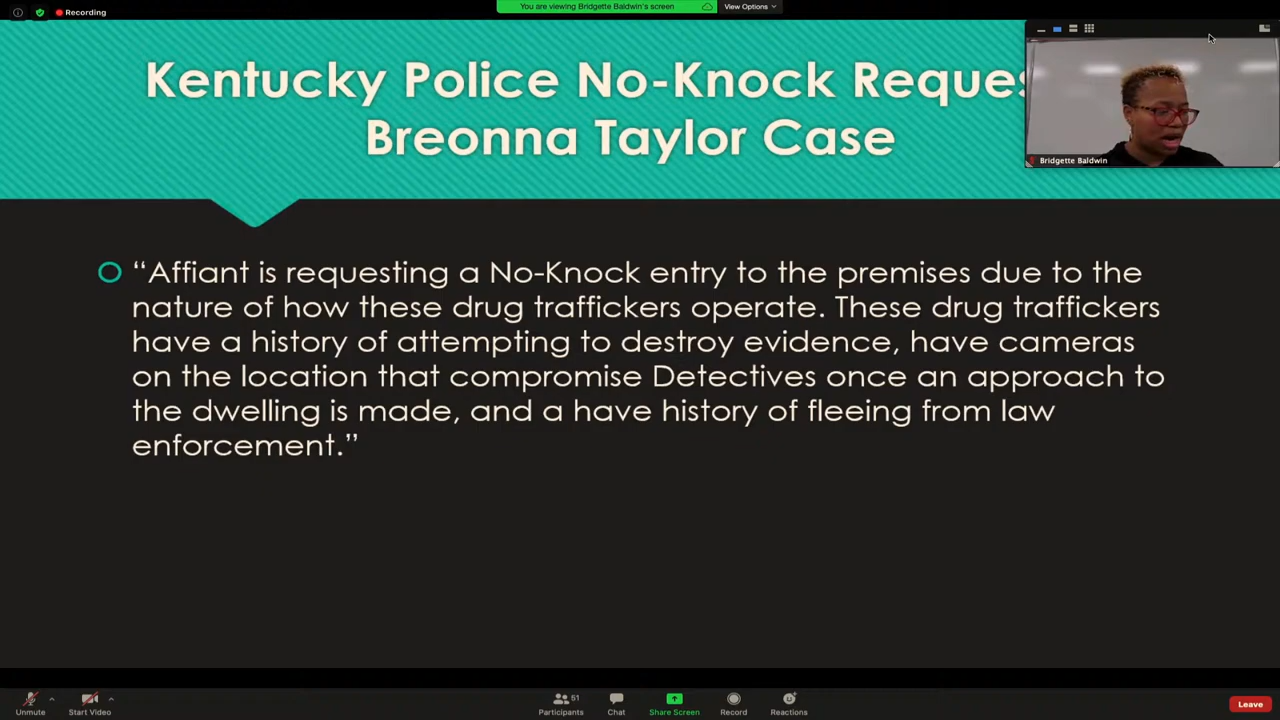 Recording
You are viewing Bridgette Baldwin's screen
View Options
Kentucky Police No-Knock
Breonna Taylor Case
Bridgette Baldwin
“Affiant is requesting a No-Knock entry to the premises due to the
nature of how these drug traffickers operate. These drug traffickers
have a history of attempting to destroy evidence, have cameras
on the location that compromise Detectives once an approach to
the dwelling is made, and a have history of fleeing from law
enforcement.”
Unmute
Start Video
61
Participants
Chat
Share Screen
Record
Reactions
Leave